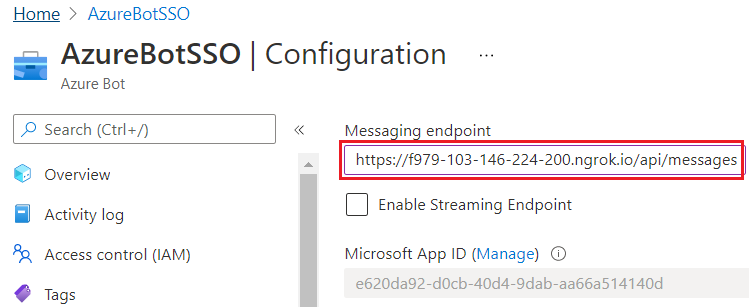 Home > AzureBotSSO
AzureBotSSO | Configuration ...
Azure Bot
Search (Ctrl+/)
«
Overview
Activity log
Access control (IAM)
Tags
Messaging endpoint
https://f979-103-146-224-200.ngrok.io/api/messages
Enable Streaming Endpoint
Microsoft App ID (Manage)
e620da92-d0cb-40d4-9dab-aa66a514140d